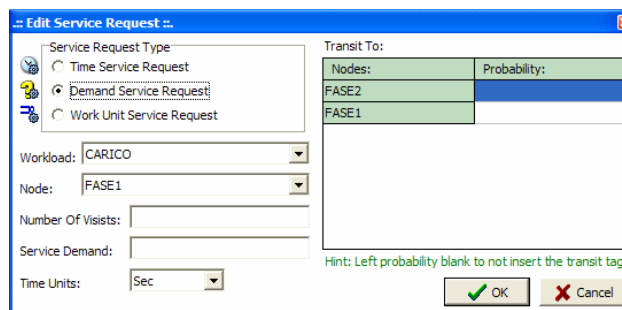 .:: Edit Service Request ::.
Service Request Type
Time Service Request
Demand Service Request
Work Unit Service Request
Workload: CARICO
Node: FASE1
Number Of Visists:
Service Demand:
Time Units: Sec
Transit To:
Nodes: Probability:
FASE2
FASE1
Hint: Left probability blank to not insert the transit tag
OK Cancel